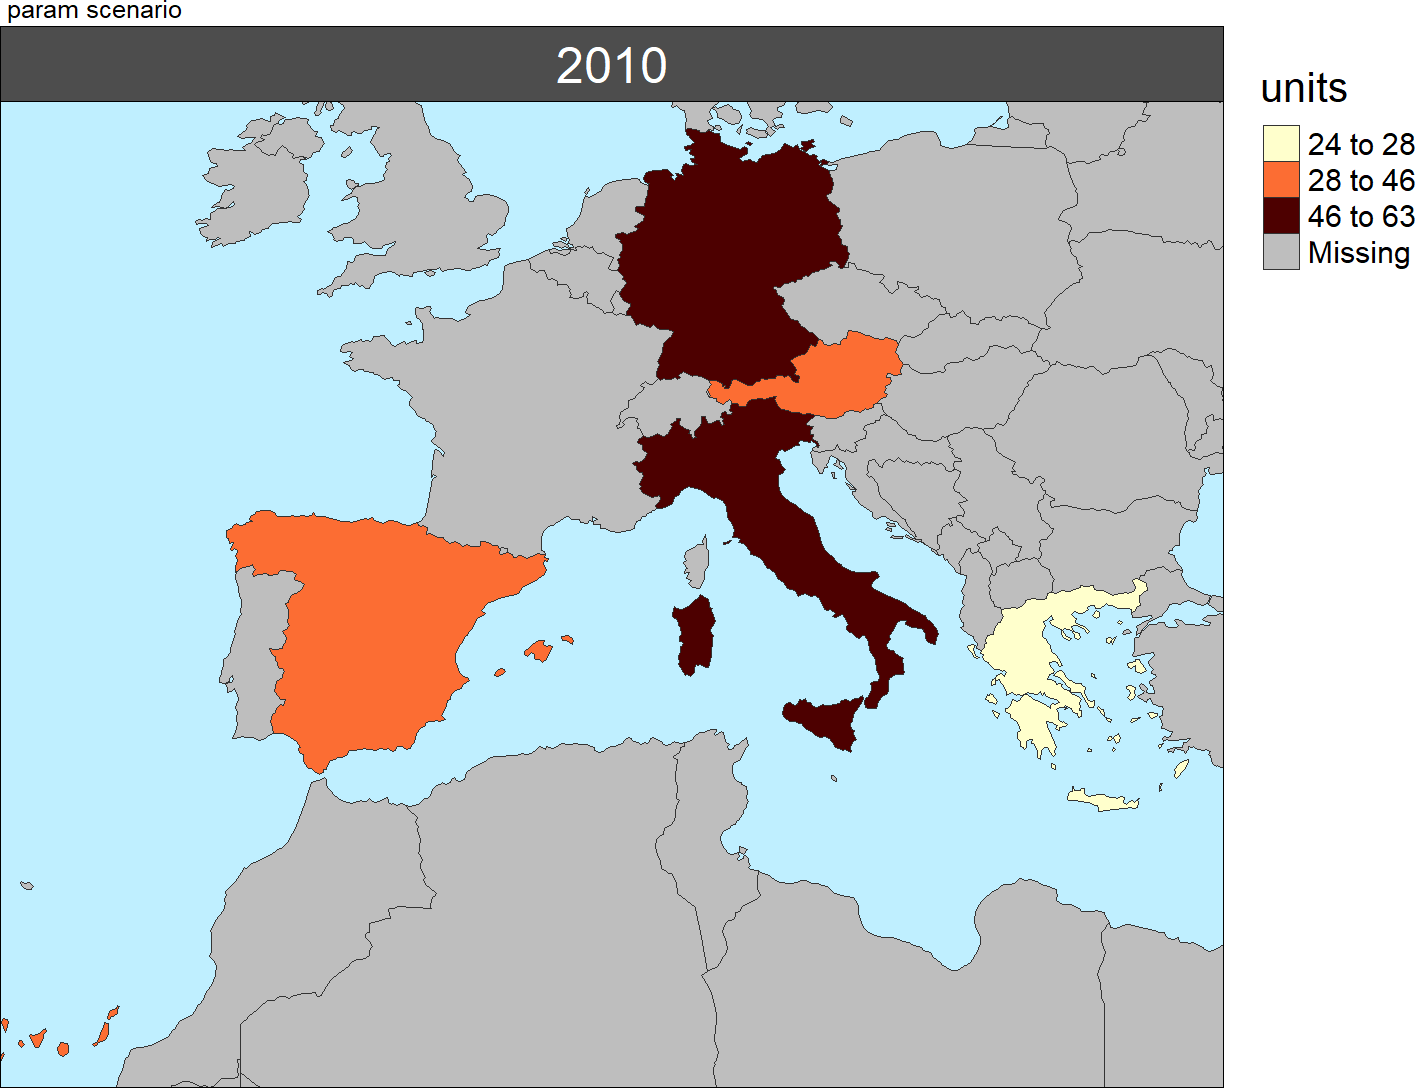 param scenario
2010
units
24 to 28
28 to 46
46 to 63
Missing